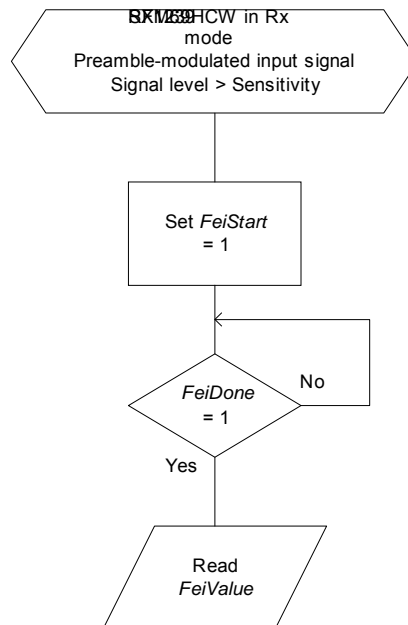 in Rx
mode
Preamble-modulated input signal
Signal level > Sensitivity
Set FeiStart
= 1
FeiDone
= 1
No
Yes
Read
FeiValue